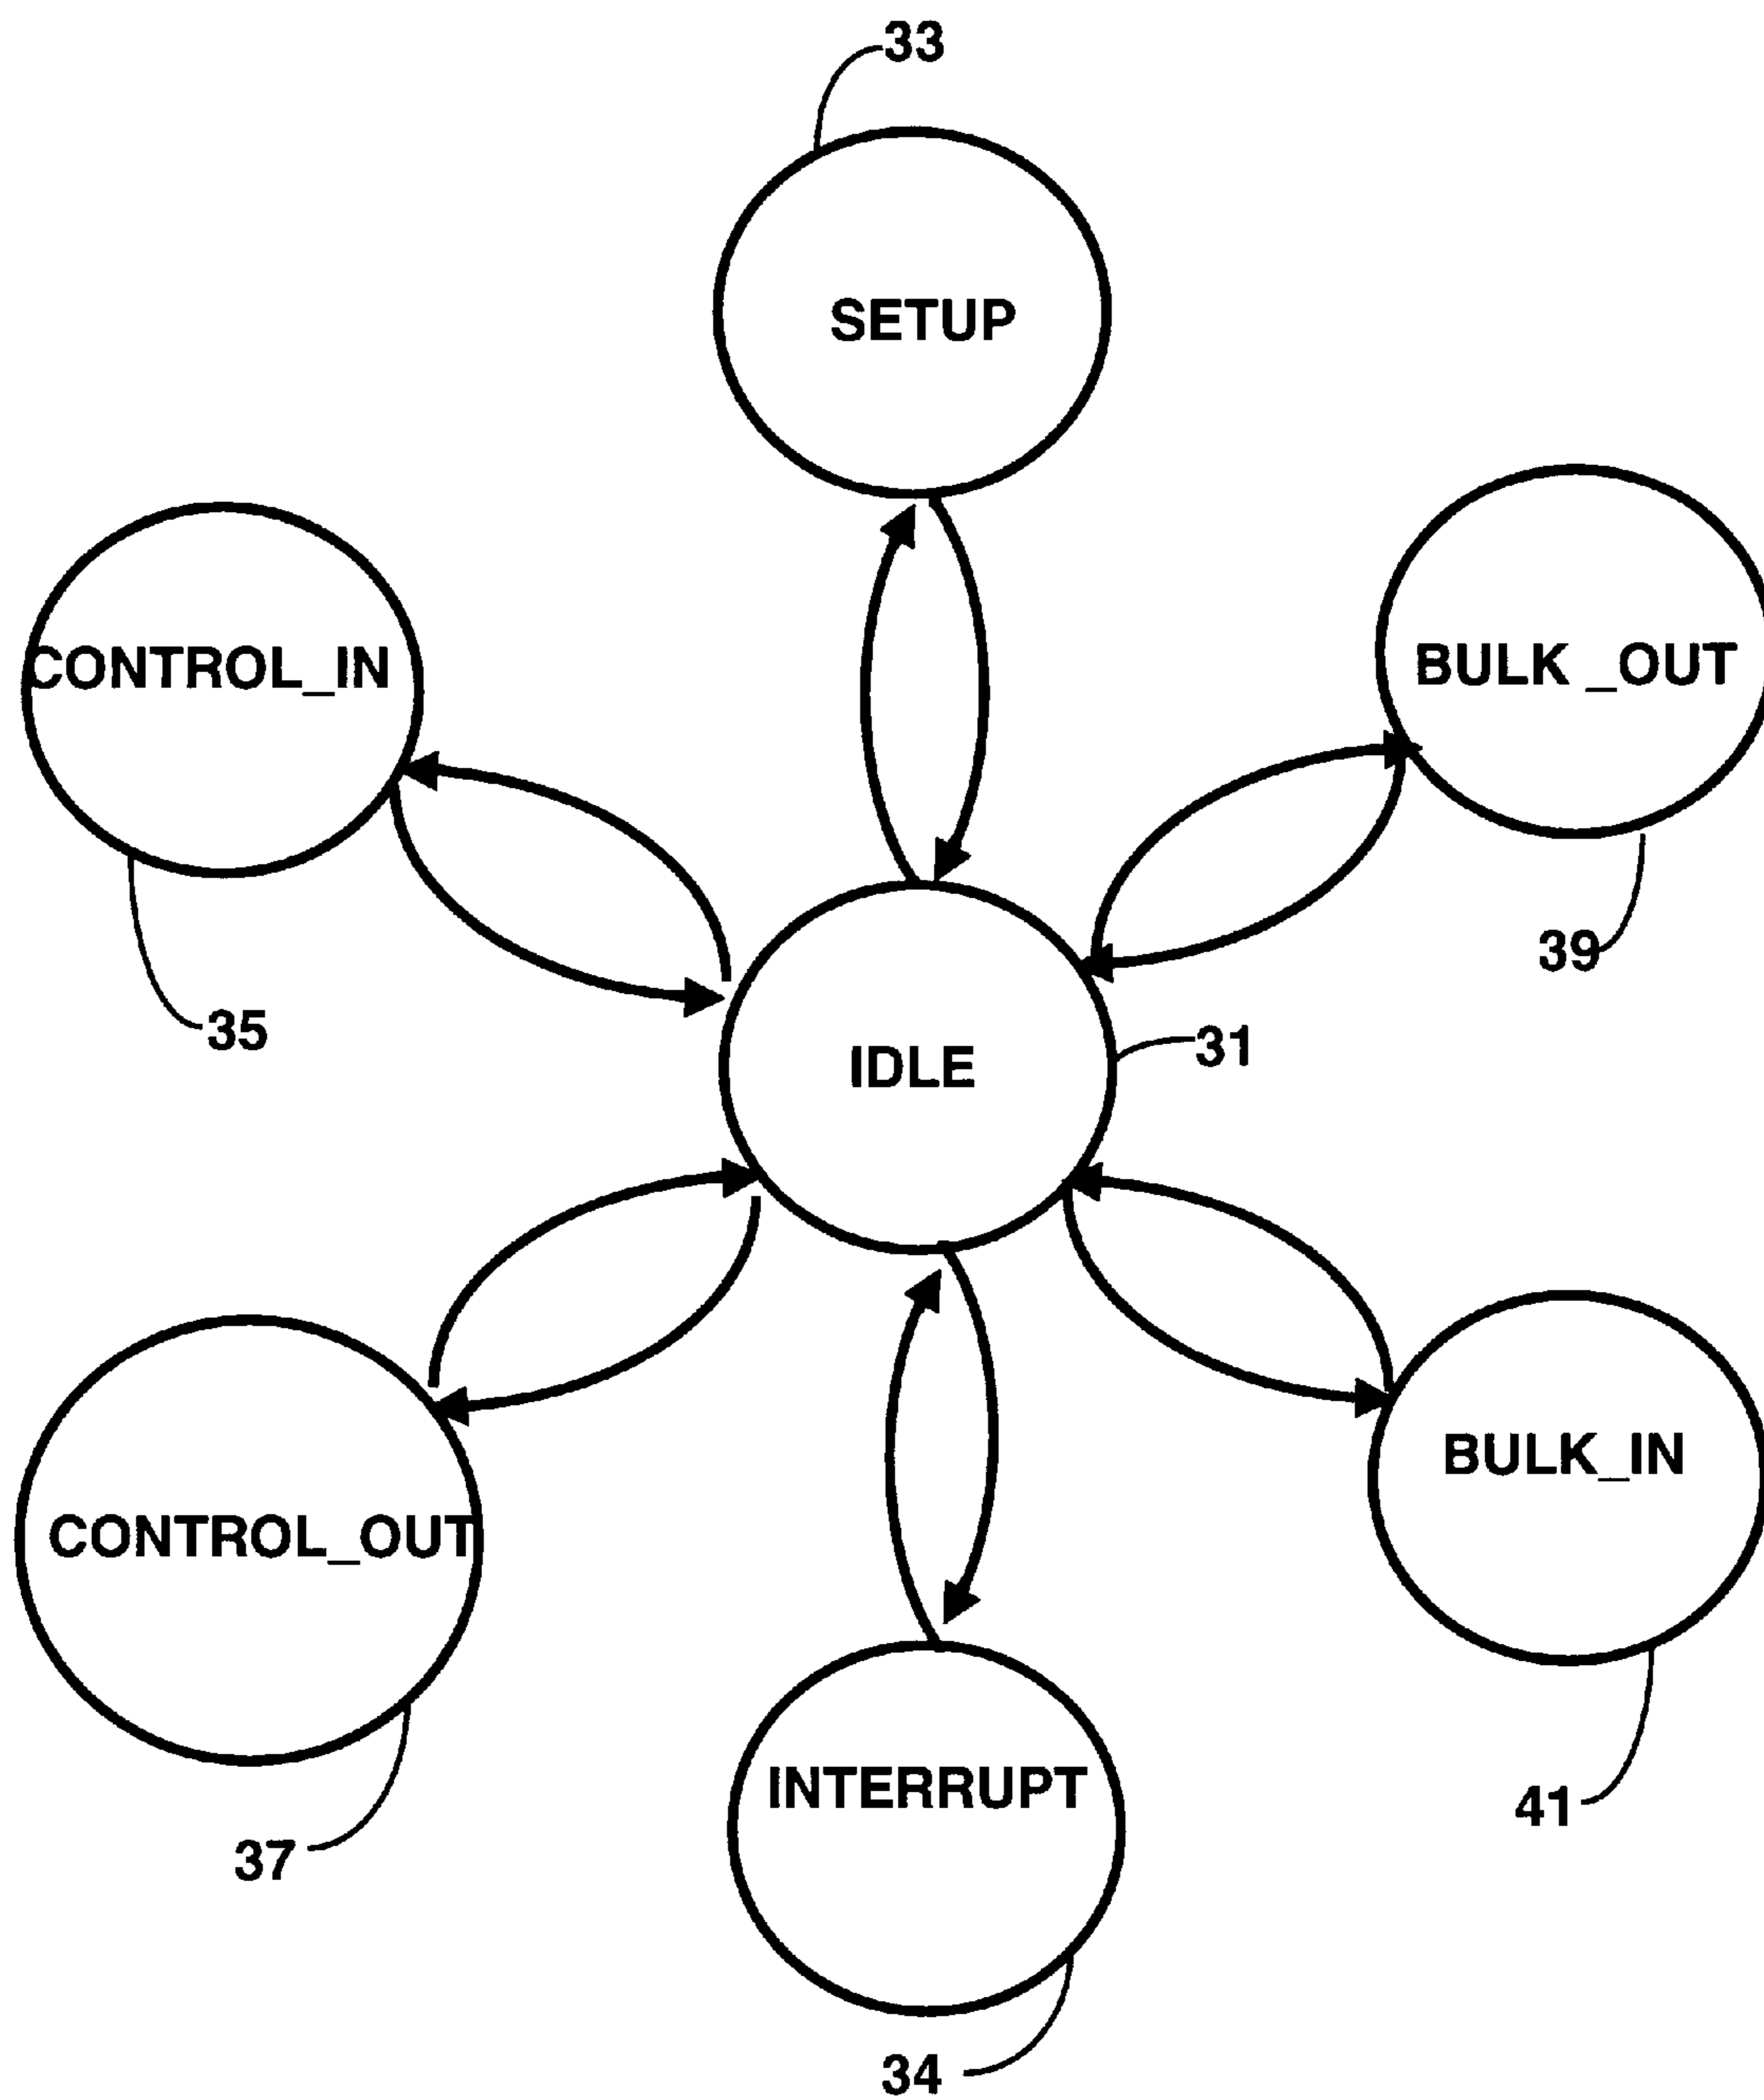 33
SETUP
CONTROL_IN
BULK _OUT
39
35
31
IDLE
BULK_IN
CONTROL_OUT
INTERRUPT
41
37
34